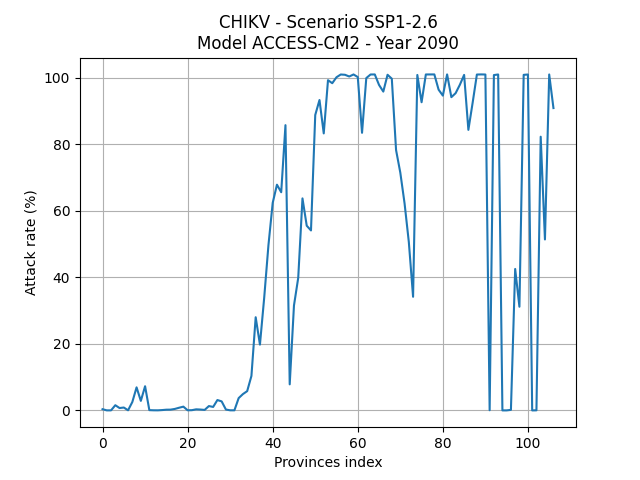 CHIKV - Scenario SSP1-2.6
Model ACCESS-CM2 - Year 2090
100
80
60
40
20
0
Attack rate (%)
0 20 40 60 80 100
Provinces index